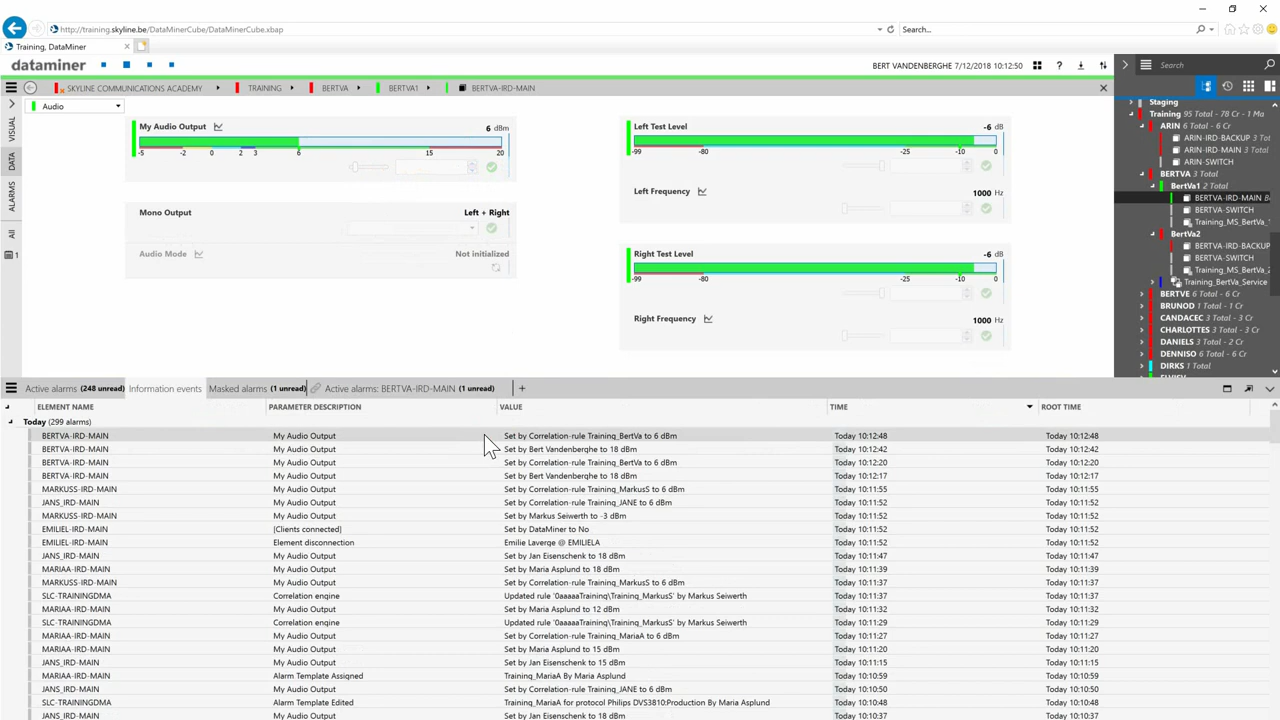 http://training.skyline.be/DataMinerCube/DataMinerCube.xbap
Search...
Training, DataMiner
dataminer
BERT VANDENBERGHE 7/12/2018 10:12:50
?
Search
SKYLINE COMMUNICATIONS ACADEMY
TRAINING
BERTVA
BERTVA1
BERTVA-IRD-MAIN
VISUAL
DATA
ALARMS
All
1
Audio
My Audio Output
6 dBm
-5 -2 0 2 3 6 15 20
Mono Output
Left + Right
Audio Mode
Not initialized
Left Test Level
-6 dB
-99 -80 -25 -10 0
Left Frequency
1000 Hz
Right Test Level
-6 dB
-99 -80 -25 -10 0
Right Frequency
1000 Hz
Staging
Training 95 Total - 78 Cr - 1 Ma
ARIN 6 Total - 6 Cr
ARIN-IRD-BACKUP 3 To
ARIN-IRD-MAIN 3 Total
ARIN-SWITCH
BERTVA 3 Total
BertVa1 2 Total
BERTVA-IRD-MAIN
BERTVA-SWITCH
Training_MS_BertVa_
BertVa2
BERTVA-IRD-BACKUP
BERTVA-SWITCH
Training_MS_BertVa_2
Training_BertVa_Service
BERTVE 6 Total - 6 Cr
BRUNOD 1 Total - 1 Cr
CANDACEC 3 Total - 3 Cr
CHARLOTTES 3 Total -
DANIELS 3 Total - 2 Cr
DENNISO 6 Total - 6 Cr
DIRKS 1 Total - 1 Cr
Active alarms (248 unread)
Information events
Masked alarms (1 unread)
Active alarms: BERTVA-IRD-MAIN (1 unread)
+
ELEMENT NAME PARAMETER DESCRIPTION VALUE TIME ROOT TIME
Today (299 alarms)
BERTVA-IRD-MAIN My Audio Output Set by Correlation-rule Training_BertVa to 6 dBm Today 10:12:48 Today 10:12:48
BERTVA-IRD-MAIN My Audio Output Set by Bert Vandenberghe to 18 dBm Today 10:12:42 Today 10:12:42
BERTVA-IRD-MAIN My Audio Output Set by Correlation-rule Training_BertVa to 6 dBm Today 10:12:20 Today 10:12:20
BERTVA-IRD-MAIN My Audio Output Set by Bert Vandenberghe to 18 dBm Today 10:12:17 Today 10:12:17
MARKUSS-IRD-MAIN My Audio Output Set by Correlation-rule Training_MarkusS to 6 dBm Today 10:11:55 Today 10:11:55
JANS_IRD-MAIN My Audio Output Set by Correlation-rule Training_JANE to 6 dBm Today 10:11:52 Today 10:11:52
MARKUSS-IRD-MAIN My Audio Output Set by Markus Seiwerth to -3 dBm Today 10:11:52 Today 10:11:52
EMILIEL-IRD-MAIN [Clients connected] Set by DataMiner to No Today 10:11:52 Today 10:11:52
EMILIEL-IRD-MAIN Element disconnection Emilie Laverge @ EMILIELA Today 10:11:52 Today 10:11:52
JANS_IRD-MAIN My Audio Output Set by Jan Eisenschenk to 18 dBm Today 10:11:47 Today 10:11:47
MARIAA-IRD-MAIN My Audio Output Set by Maria Asplund to 18 dBm Today 10:11:39 Today 10:11:39
MARKUSS-IRD-MAIN My Audio Output Set by Correlation-rule Training_MarkusS to 6 dBm Today 10:11:37 Today 10:11:37
SLC-TRAININGDMA Correlation engine Updated rule '0aaaaaTraining\Training_MarkusS' by Markus Seiwerth Today 10:11:37 Today 10:11:37
MARIAA-IRD-MAIN My Audio Output Set by Maria Asplund to 12 dBm Today 10:11:32 Today 10:11:32
SLC-TRAININGDMA Correlation engine Updated rule '0aaaaaTraining\Training_MarkusS' by Markus Seiwerth Today 10:11:29 Today 10:11:29
MARIAA-IRD-MAIN My Audio Output Set by Correlation-rule Training_MariaA to 6 dBm Today 10:11:27 Today 10:11:27
MARIAA-IRD-MAIN My Audio Output Set by Maria Asplund to 15 dBm Today 10:11:20 Today 10:11:20
JANS_IRD-MAIN My Audio Output Set by Jan Eisenschenk to 15 dBm Today 10:11:15 Today 10:11:15
MARIAA-IRD-MAIN Alarm Template Assigned Training_MariaA By Maria Asplund Today 10:10:59 Today 10:10:59
JANS_IRD-MAIN My Audio Output Set by Correlation-rule Training_JANE to 6 dBm Today 10:10:50 Today 10:10:50
SLC-TRAININGDMA Alarm Template Edited Training_MariaA for protocol Philips DVS3810:Production By Maria Asplund Today 10:10:48 Today 10:10:48
JANS_IRD-MAIN My Audio Output Set by Jan Eisenschenk to 18 dBm Today 10:10:37 Today 10:10:37